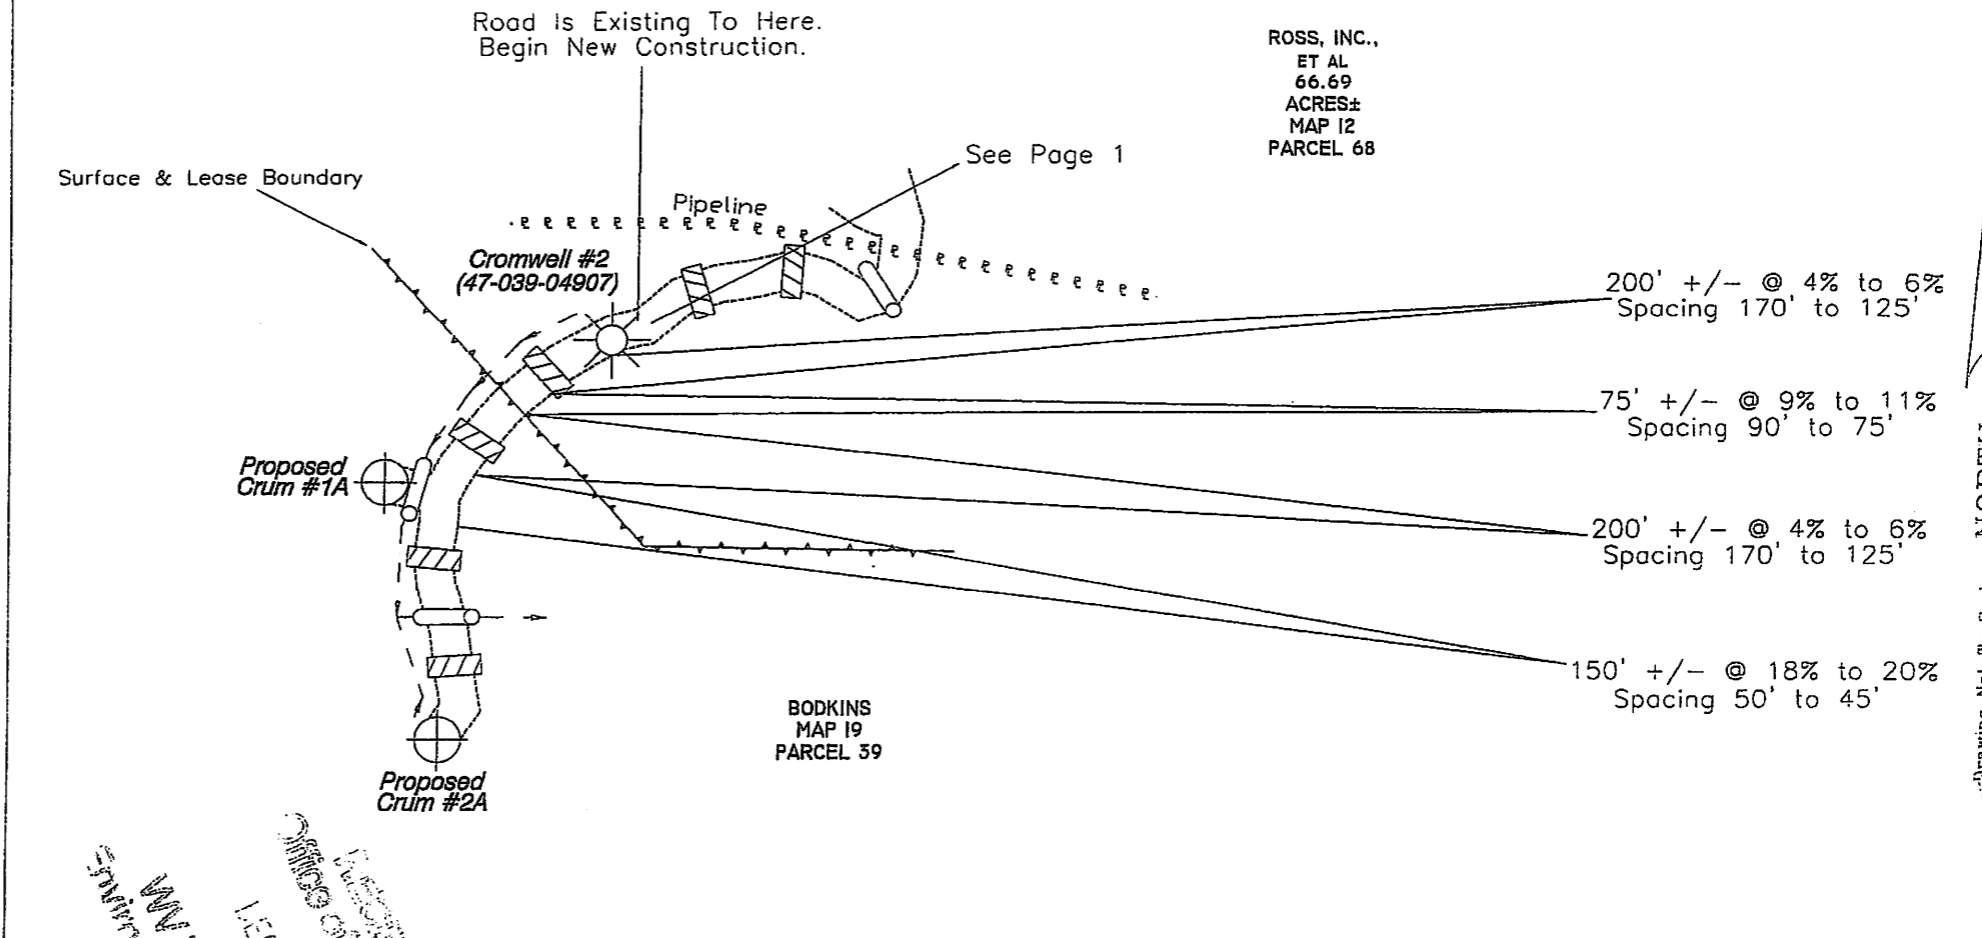 Road Is Existing To Here.
Begin New Construction.
ROSS, INC.,
ET AL
66.69
ACRES±
MAP 12
PARCEL 68
See Page 1
Surface & Lease Boundary
Pipeline
Cromwell #2
(47-039-04907)
200' +/- @ 4% to 6%
Spacing 170' to 125'
75' +/- @ 9% to 11%
Spacing 90' to 75'
Proposed
Crum #1A
200' +/- @ 4% to 6%
Spacing 170' to 125'
150' +/- @ 18% to 20%
Spacing 50' to 45'
BODKINS
MAP 19
PARCEL 39
Proposed
Crum #2A
Office of
WV